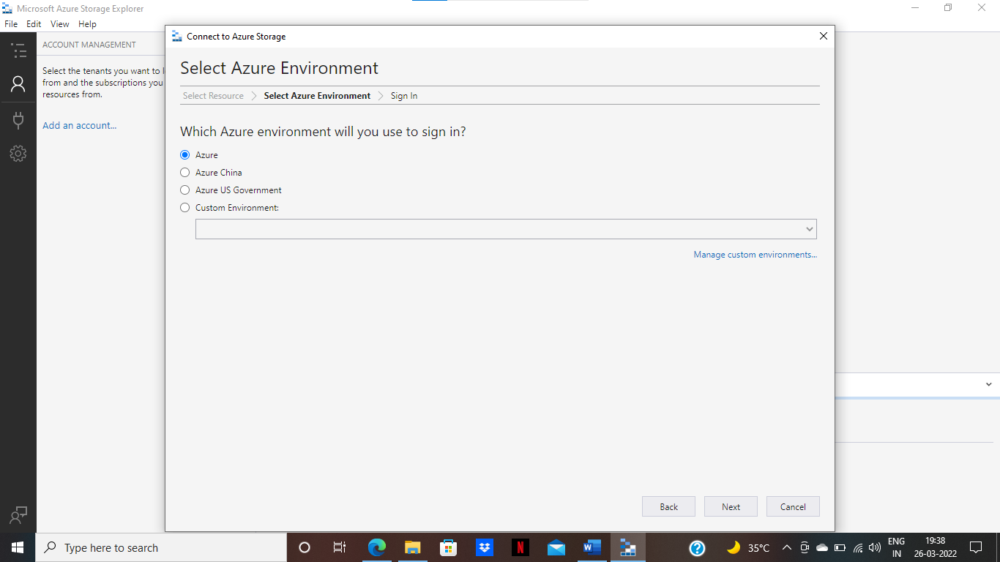 Microsoft Azure Storage Explorer
File Edit View Help
ACCOUNT MANAGEMENT
Select the tenants you want to l
from and the subscriptions you
resources from.
Add an account...
Connect to Azure Storage
Select Azure Environment
Select Resource Select Azure Environment Sign In
Which Azure environment will you use to sign in?
Azure
Azure China
Azure US Government
Custom Environment:
Manage custom environments...
Back Next Cancel
Type here to search
35°C
ENG
IN
19:38
26-03-2022